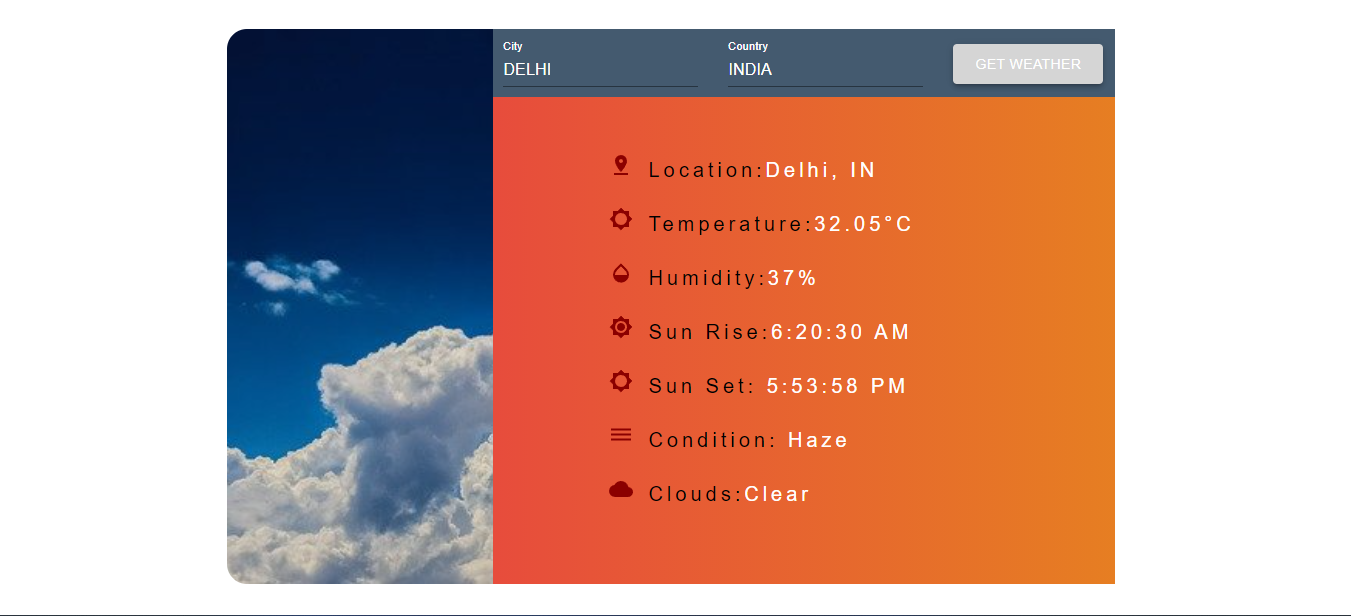 City
Country
DELHI
INDIA
GET WEATHER
Location:Delhi, IN
Temperature:32.05°C
Humidity:37%
Sun Rise:6:20:30 AM
Sun Set: 5:53:58 PM
Condition: Haze
Clouds:Clear